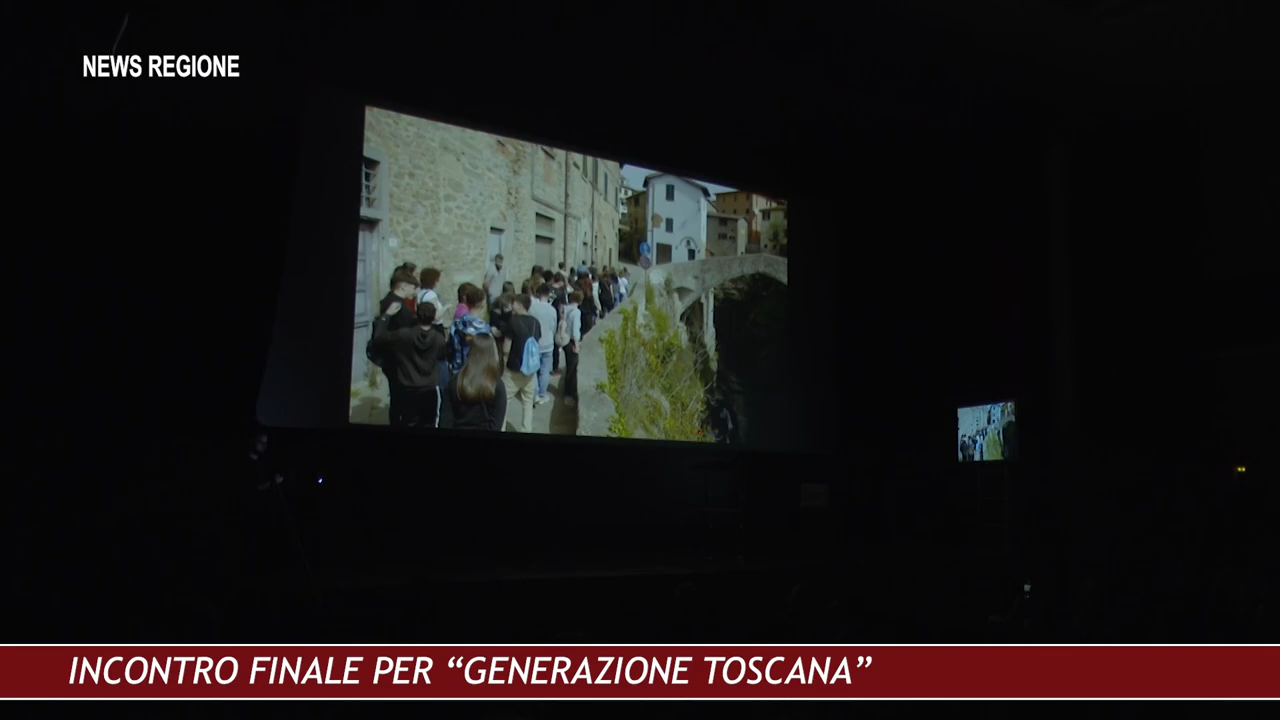 NEWS REGIONE
INCONTRO FINALE PER “GENERAZIONE TOSCANA”